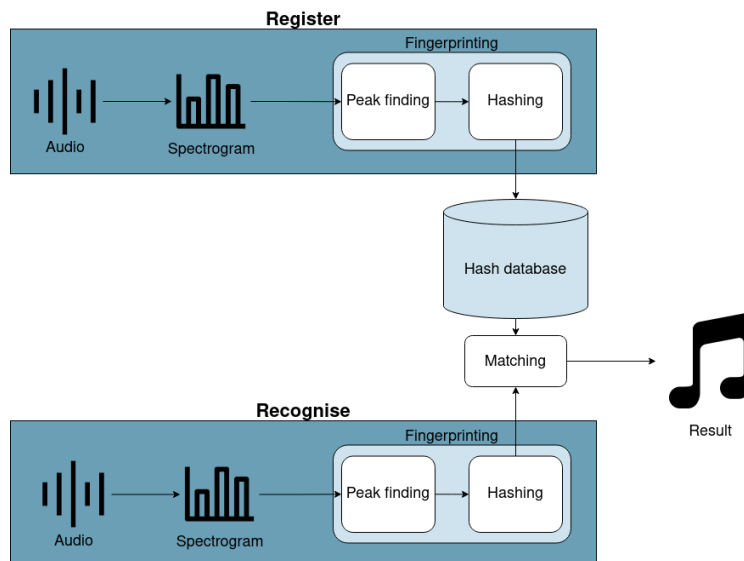 Register
Fingerprinting
Peak finding
Hashing
Audio
Spectrogram
Hash database
Matching
Result
Recognise
Fingerprinting
Peak finding
Hashing
Audio
Spectrogram